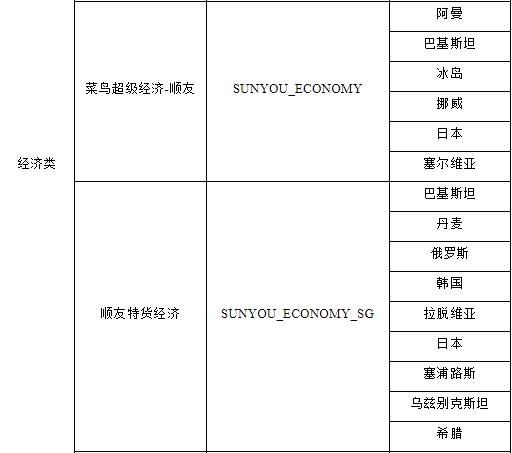 经济类
菜鸟超级经济-顺友
SUNYOU_ECONOMY
阿曼
巴基斯坦
冰岛
挪威
日本
塞尔维亚
顺友特货经济
SUNYOU_ECONOMY_SG
巴基斯坦
丹麦
俄罗斯
韩国
拉脱维亚
日本
塞浦路斯
乌兹别克斯坦
希腊